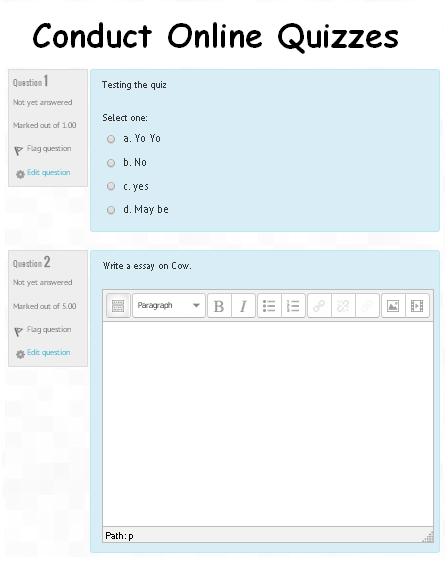 Conduct Online Quizzes
Question 1
Not yet answered
Marked out of 1.00
Flag question
Edit question
Testing the quiz
Select one:
a. Yo Yo
b. No
c. yes
d. May be
Question 2
Not yet answered
Marked out of 5.00
Flag question
Edit question
Write a essay on Cow.
Paragraph
B I
Path: p